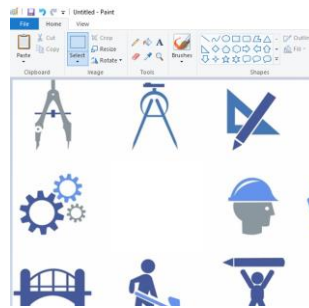 Untitled - Paint
File Home View
Paste
Cut
Copy
Clipboard
Select
Crop
Resize
Rotate
Image
A
Tools
Brushes
Shapes
Outline
Fill